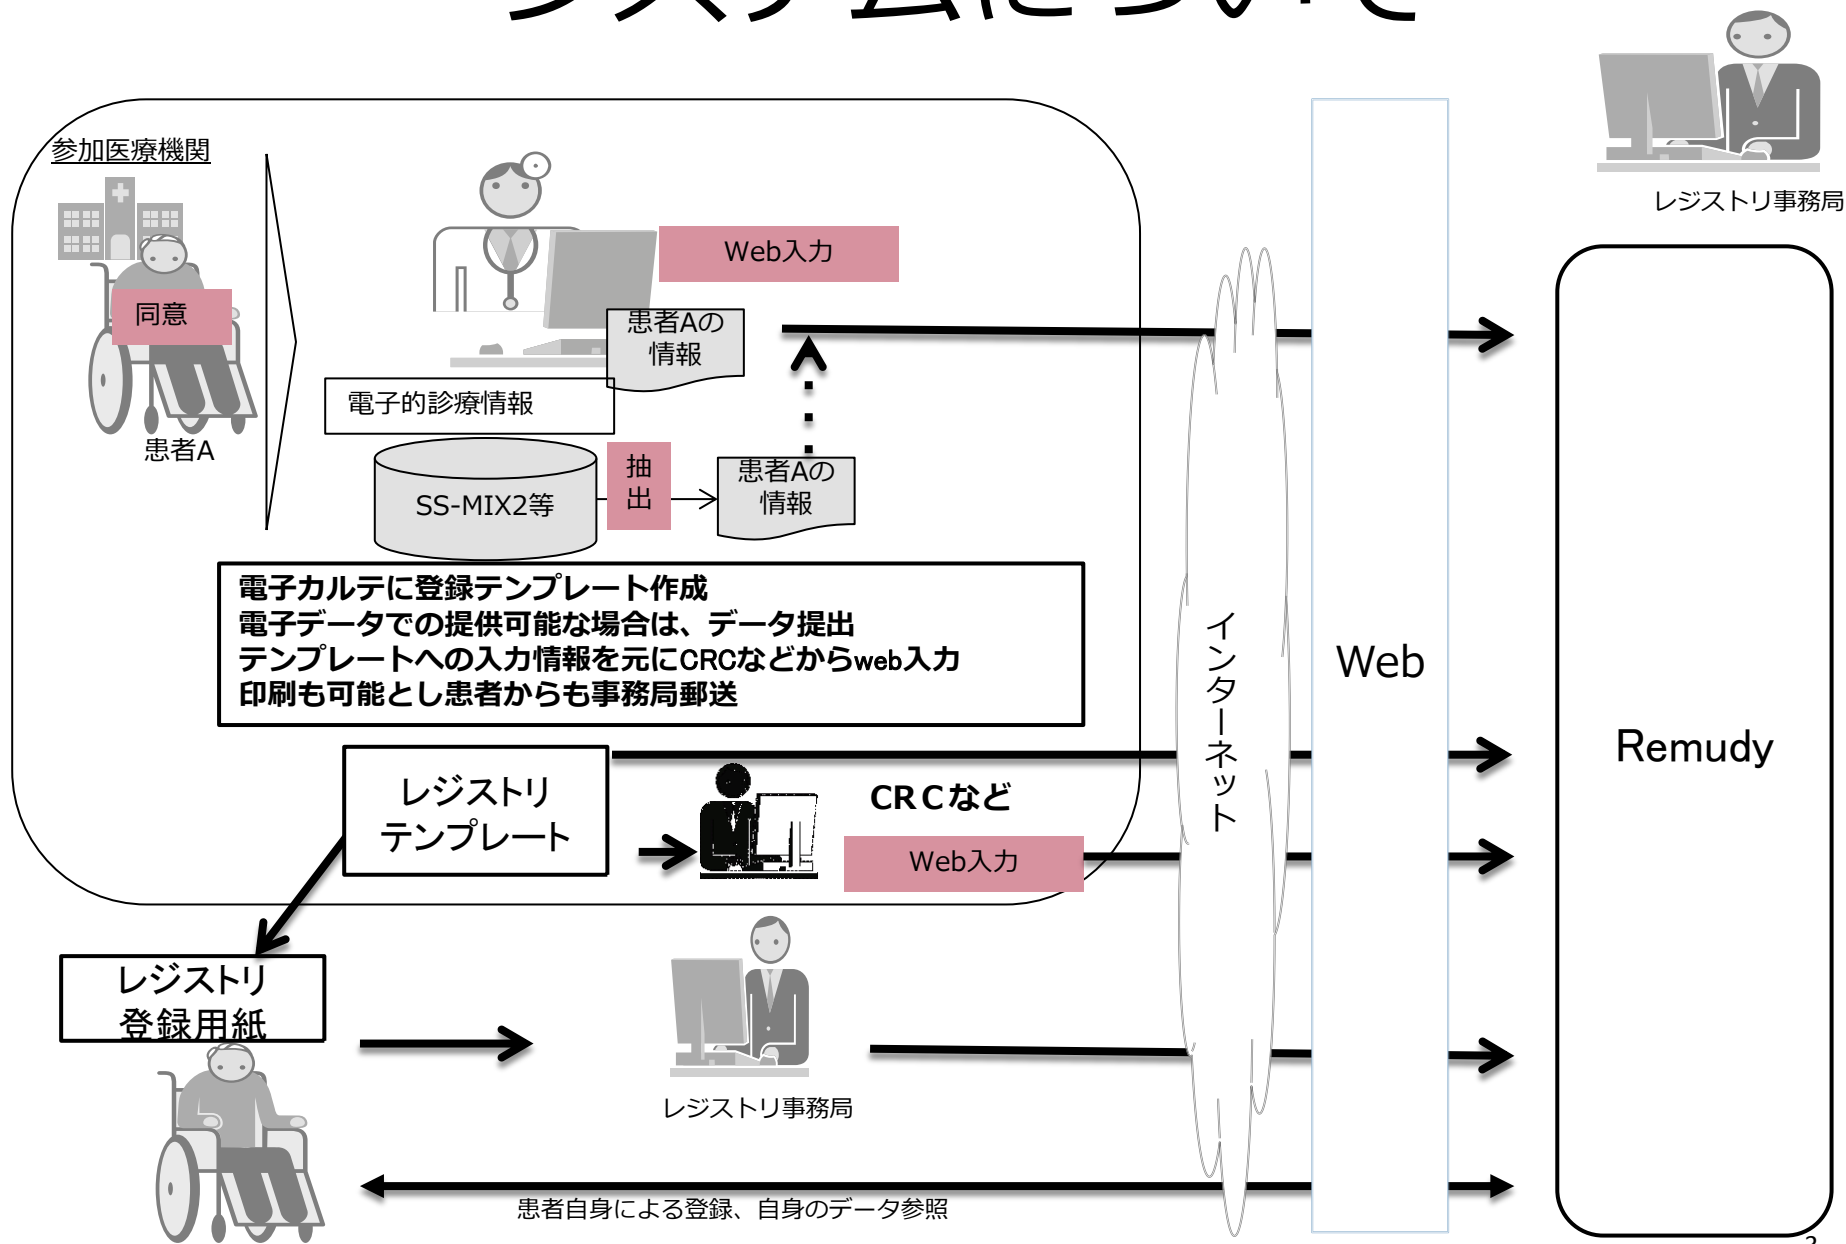 システムについて
レジストリ事務局
参加医療機関
同意
患者A
Web入力
患者Aの
情報
電子的診療情報
SS-MIX2等
抽
出
患者Aの
情報
電子カルテに登録テンプレート作成
電子データでの提供可能な場合は、データ提出
テンプレートへの入力情報を元にCRCなどからweb入力
印刷も可能とし患者からも事務局郵送
レジストリ
テンプレート
CRCなど
Web入力
インターネット
Web
Remudy
レジストリ
登録用紙
レジストリ事務局
患者自身による登録、自身のデータ参照